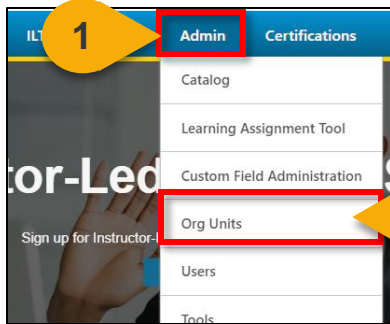 1
Admin
Certifications
Catalog
Learning Assignment Tool
Custom Field Administration
Org Units
Users
Tools
tor-Led
Sign up for Instructor-